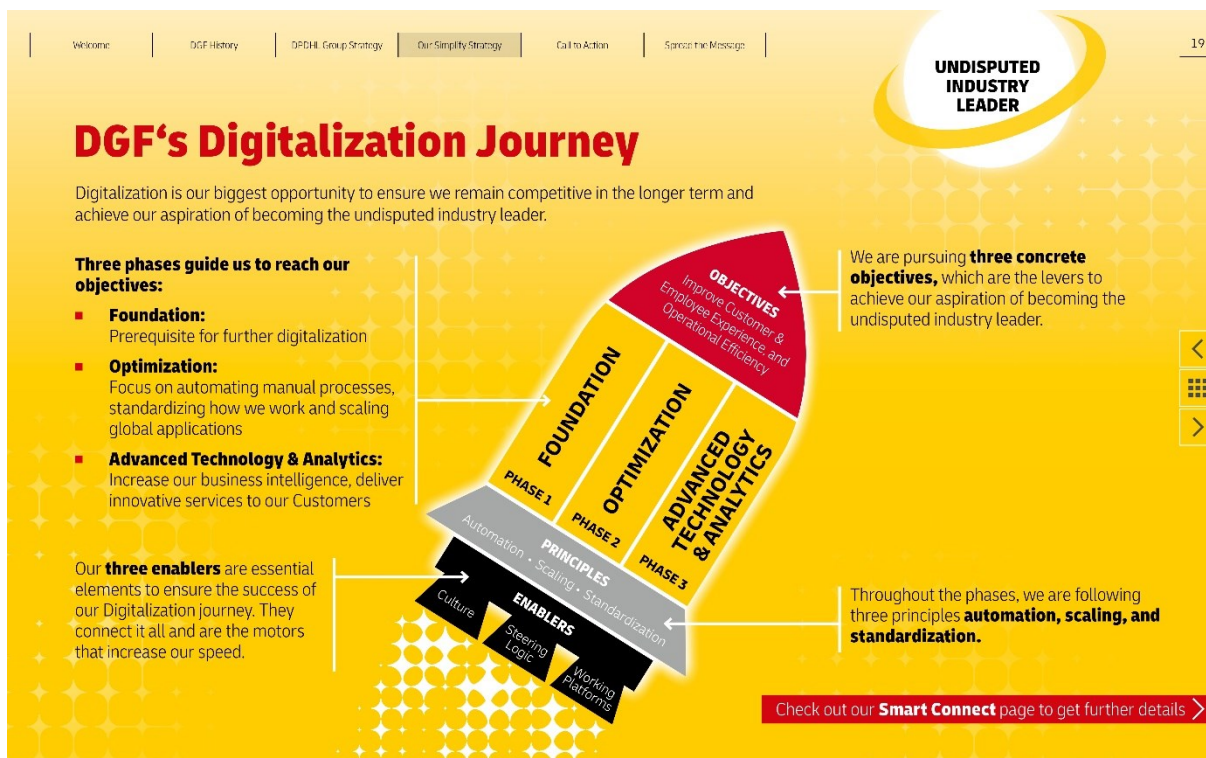 Welcome
DGF History
DPDHL Group Strategy
Our Simplify Strategy
Call to Action
Spread the Message
19
UNDISPUTED
INDUSTRY
LEADER
DGF‘s Digitalization Journey
Digitalization is our biggest opportunity to ensure we remain competitive in the longer term and
achieve our aspiration of becoming the undisputed industry leader.
Three phases guide us to reach our
objectives:
▪ Foundation:
Prerequisite for further digitalization
▪ Optimization:
Focus on automating manual processes,
standardizing how we work and scaling
global applications
▪ Advanced Technology & Analytics:
Increase our business intelligence, deliver
innovative services to our Customers
Our three enablers are essential
elements to ensure the success of
our Digitalization journey. They
connect it all and are the motors
that increase our speed.
OBJECTIVES
Improve Customer &
Employee Experience, and
Operational Efficiency
FOUNDATION
PHASE 1
OPTIMIZATION
PHASE 2
ADVANCED
TECHNOLOGY
& ANALYTICS
PHASE 3
PRINCIPLES
Automation • Scaling • Standardization
ENABLERS
Culture
Steering
Logic
Working
Platforms
We are pursuing three concrete
objectives, which are the levers to
achieve our aspiration of becoming the
undisputed industry leader.
Throughout the phases, we are following
three principles automation, scaling, and
standardization.
Check out our Smart Connect page to get further details